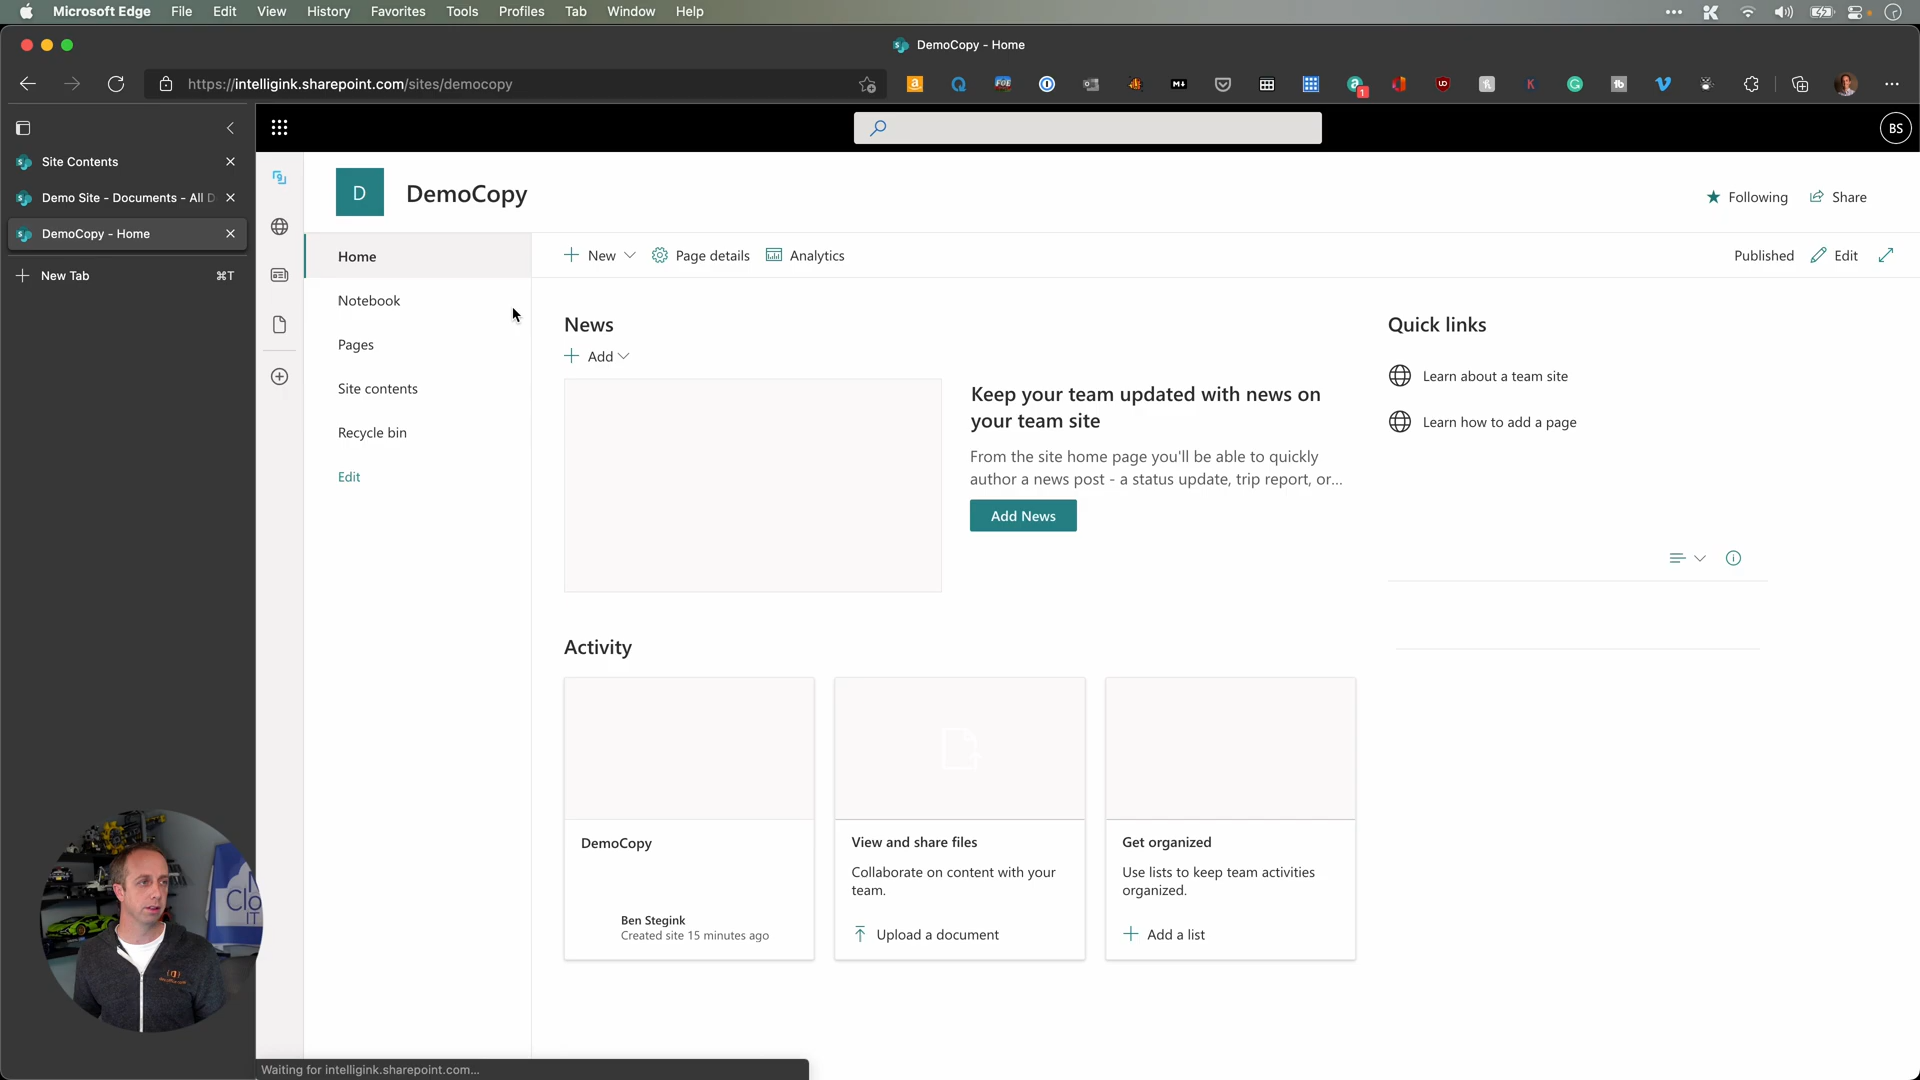 Microsoft Edge File Edit View History Favorites Tools Profiles Tab Window Help
DemoCopy - Home
https://intelligink.sharepoint.com/sites/democopy
Site Contents
Demo Site - Documents - All D
DemoCopy - Home
New Tab ⌘T
BS
D
DemoCopy
Following
Share
Home
Notebook
Pages
Site contents
Recycle bin
Edit
New
Page details
Analytics
Published
Edit
News
Add
Keep your team updated with news on
your team site
From the site home page you'll be able to quickly
author a news post - a status update, trip report, or...
Add News
Quick links
Learn about a team site
Learn how to add a page
Activity
DemoCopy
Ben Stegink
Created site 15 minutes ago
View and share files
Collaborate on content with your
team.
Upload a document
Get organized
Use lists to keep team activities
organized.
Add a list
Waiting for intelligink.sharepoint.com...